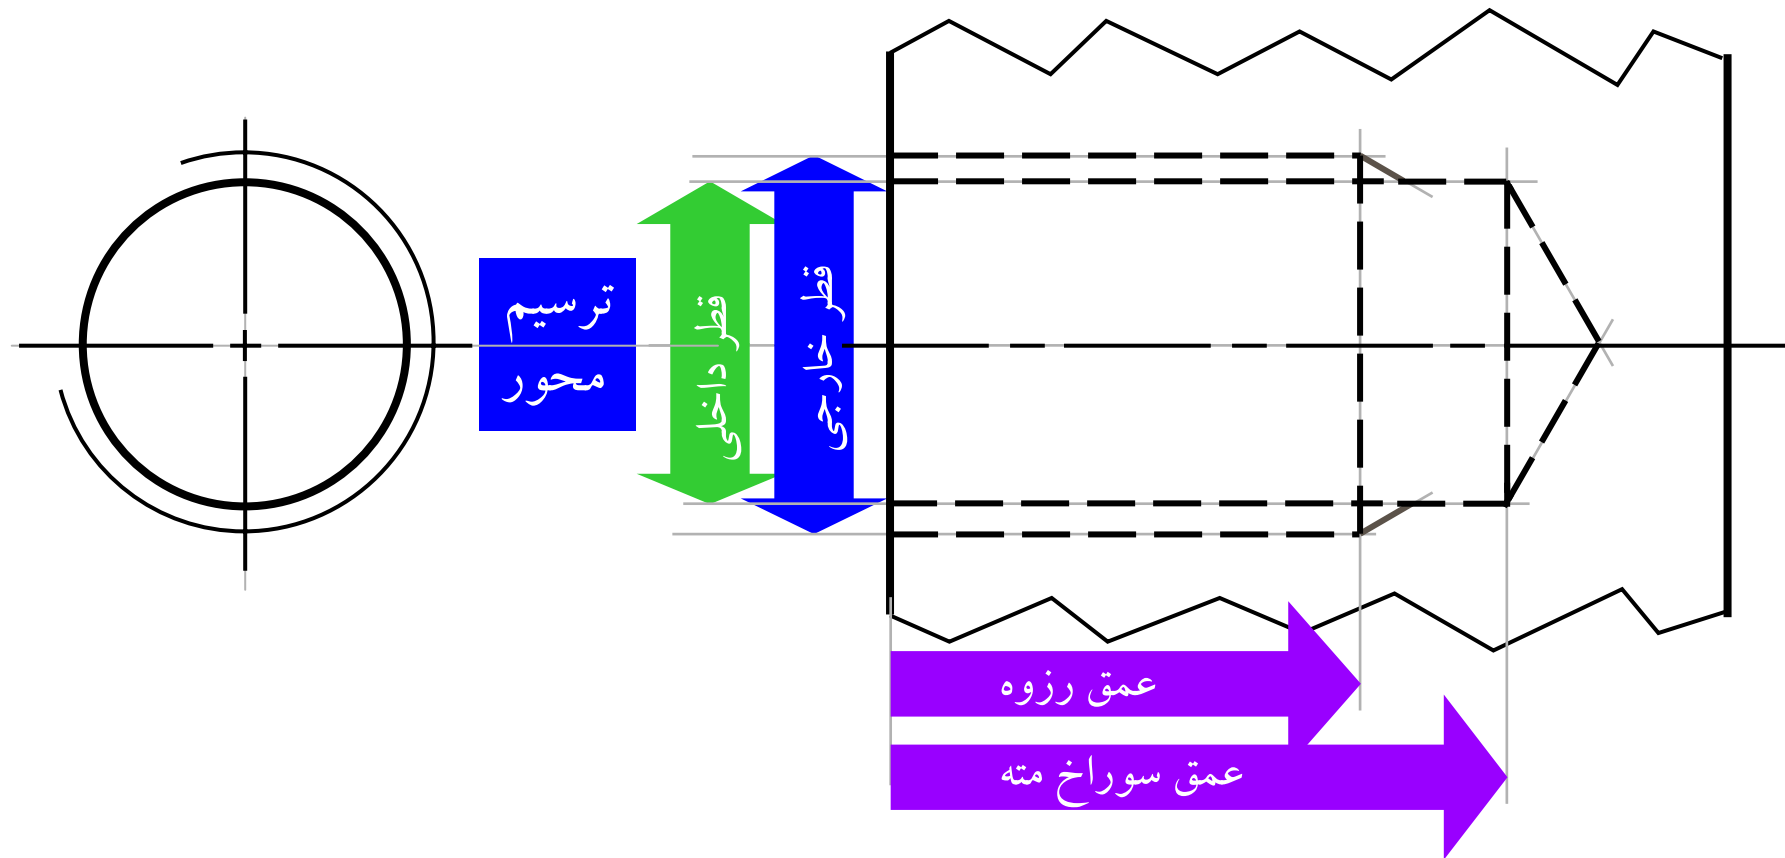 ترسیم
محور
قطر داخلی
قطر خارجی
عمق رزوه
عمق سوراخ مته